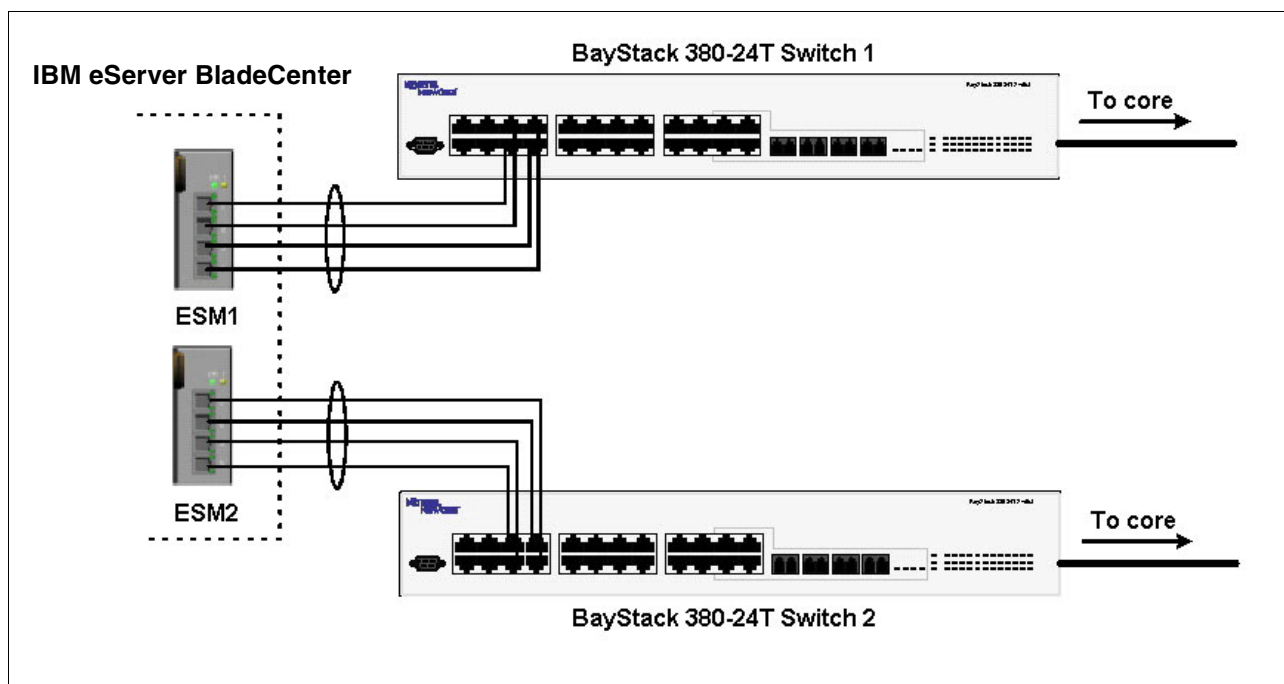 BayStack 380-24T Switch 1
IBM eServer BladeCenter
To core
ESM1
ESM2
To core
BayStack 380-24T Switch 2